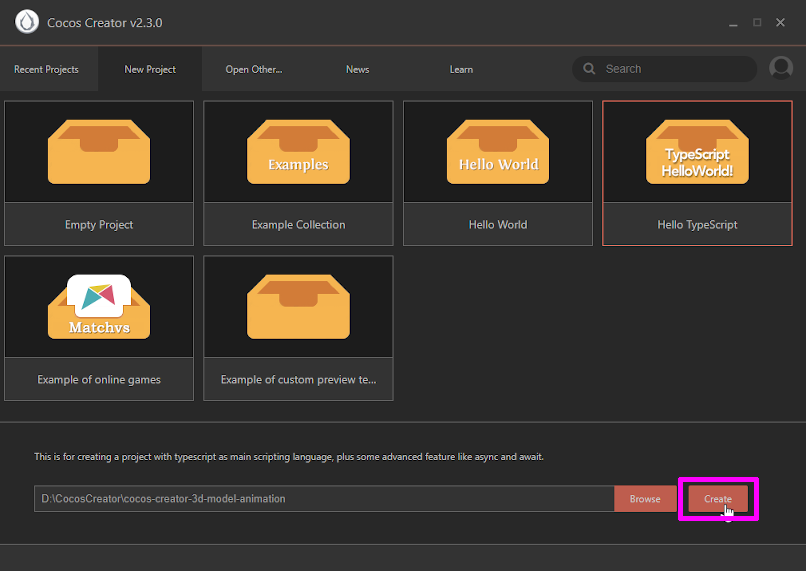 Cocos Creator v2.3.0
Recent Projects
New Project
Open Other...
News
Learn
Search
Examples
Hello World
TypeScript
HelloWorld!
Empty Project
Example Collection
Hello World
Hello TypeScript
Matchvs
Example of online games
Example of custom preview te...
This is for creating a project with typescript as main scripting language, plus some advanced feature like async and await.
D:\CocosCreator\cocos-creator-3d-model-animation
Browse
Create